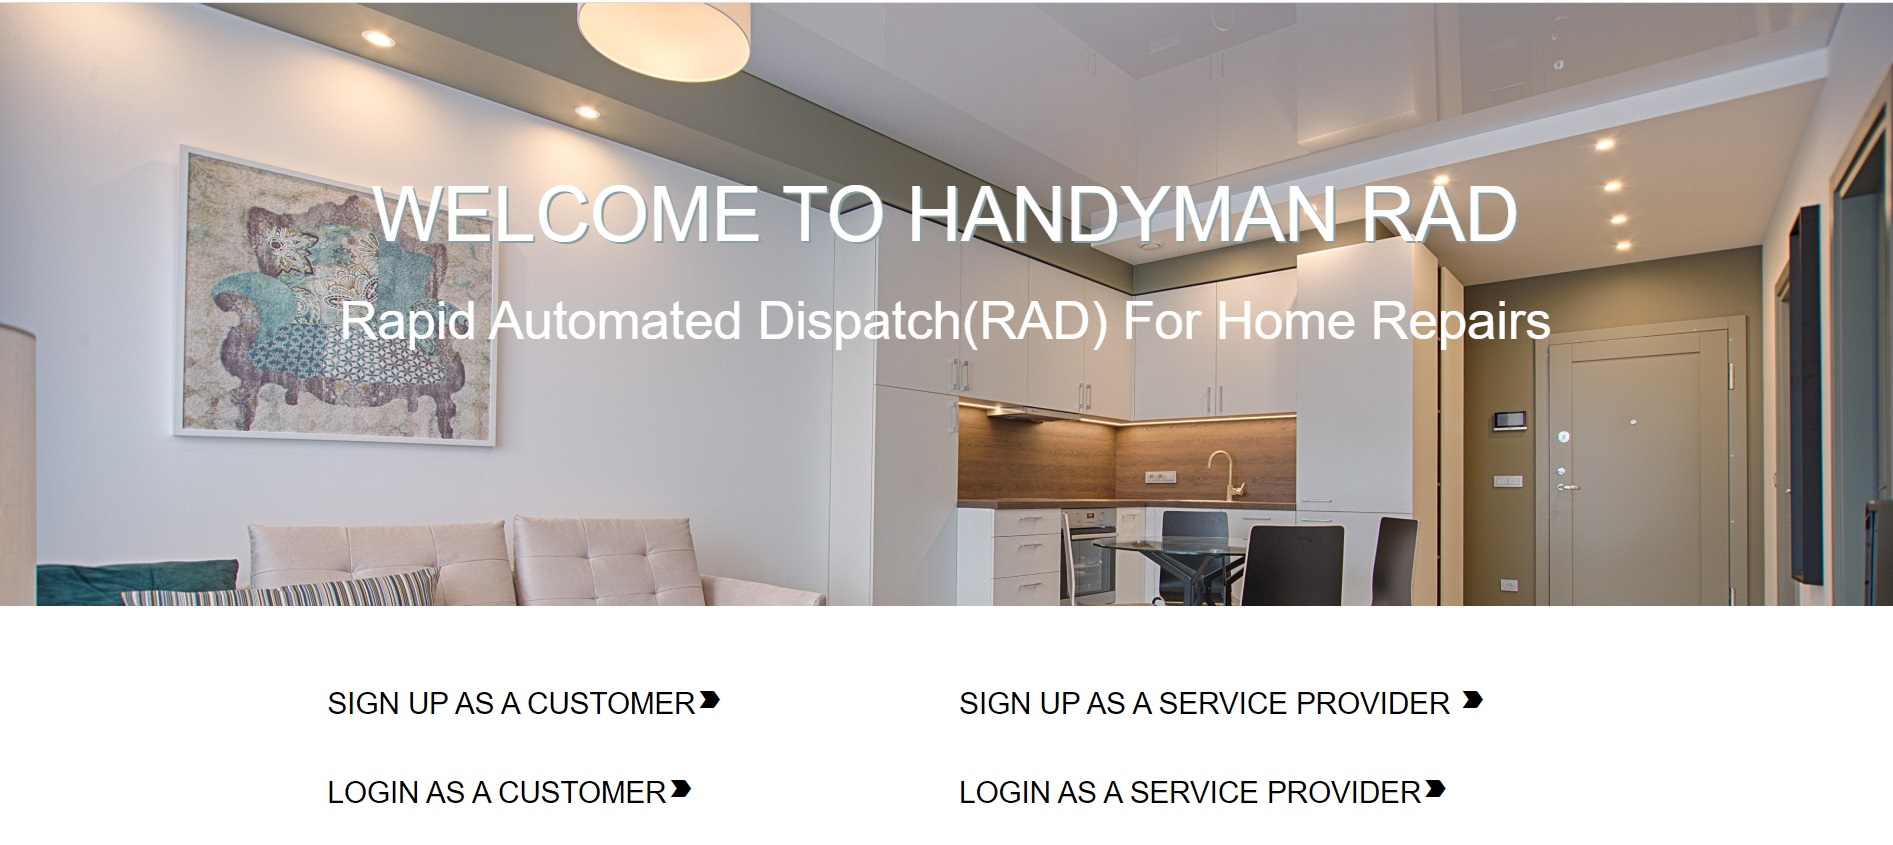 WELCOME TO HANDYMAN RAD
Rapid Automated Dispatch(RAD) For Home Repairs
SIGN UP AS A CUSTOMER
SIGN UP AS A SERVICE PROVIDER
LOGIN AS A CUSTOMER
LOGIN AS A SERVICE PROVIDER